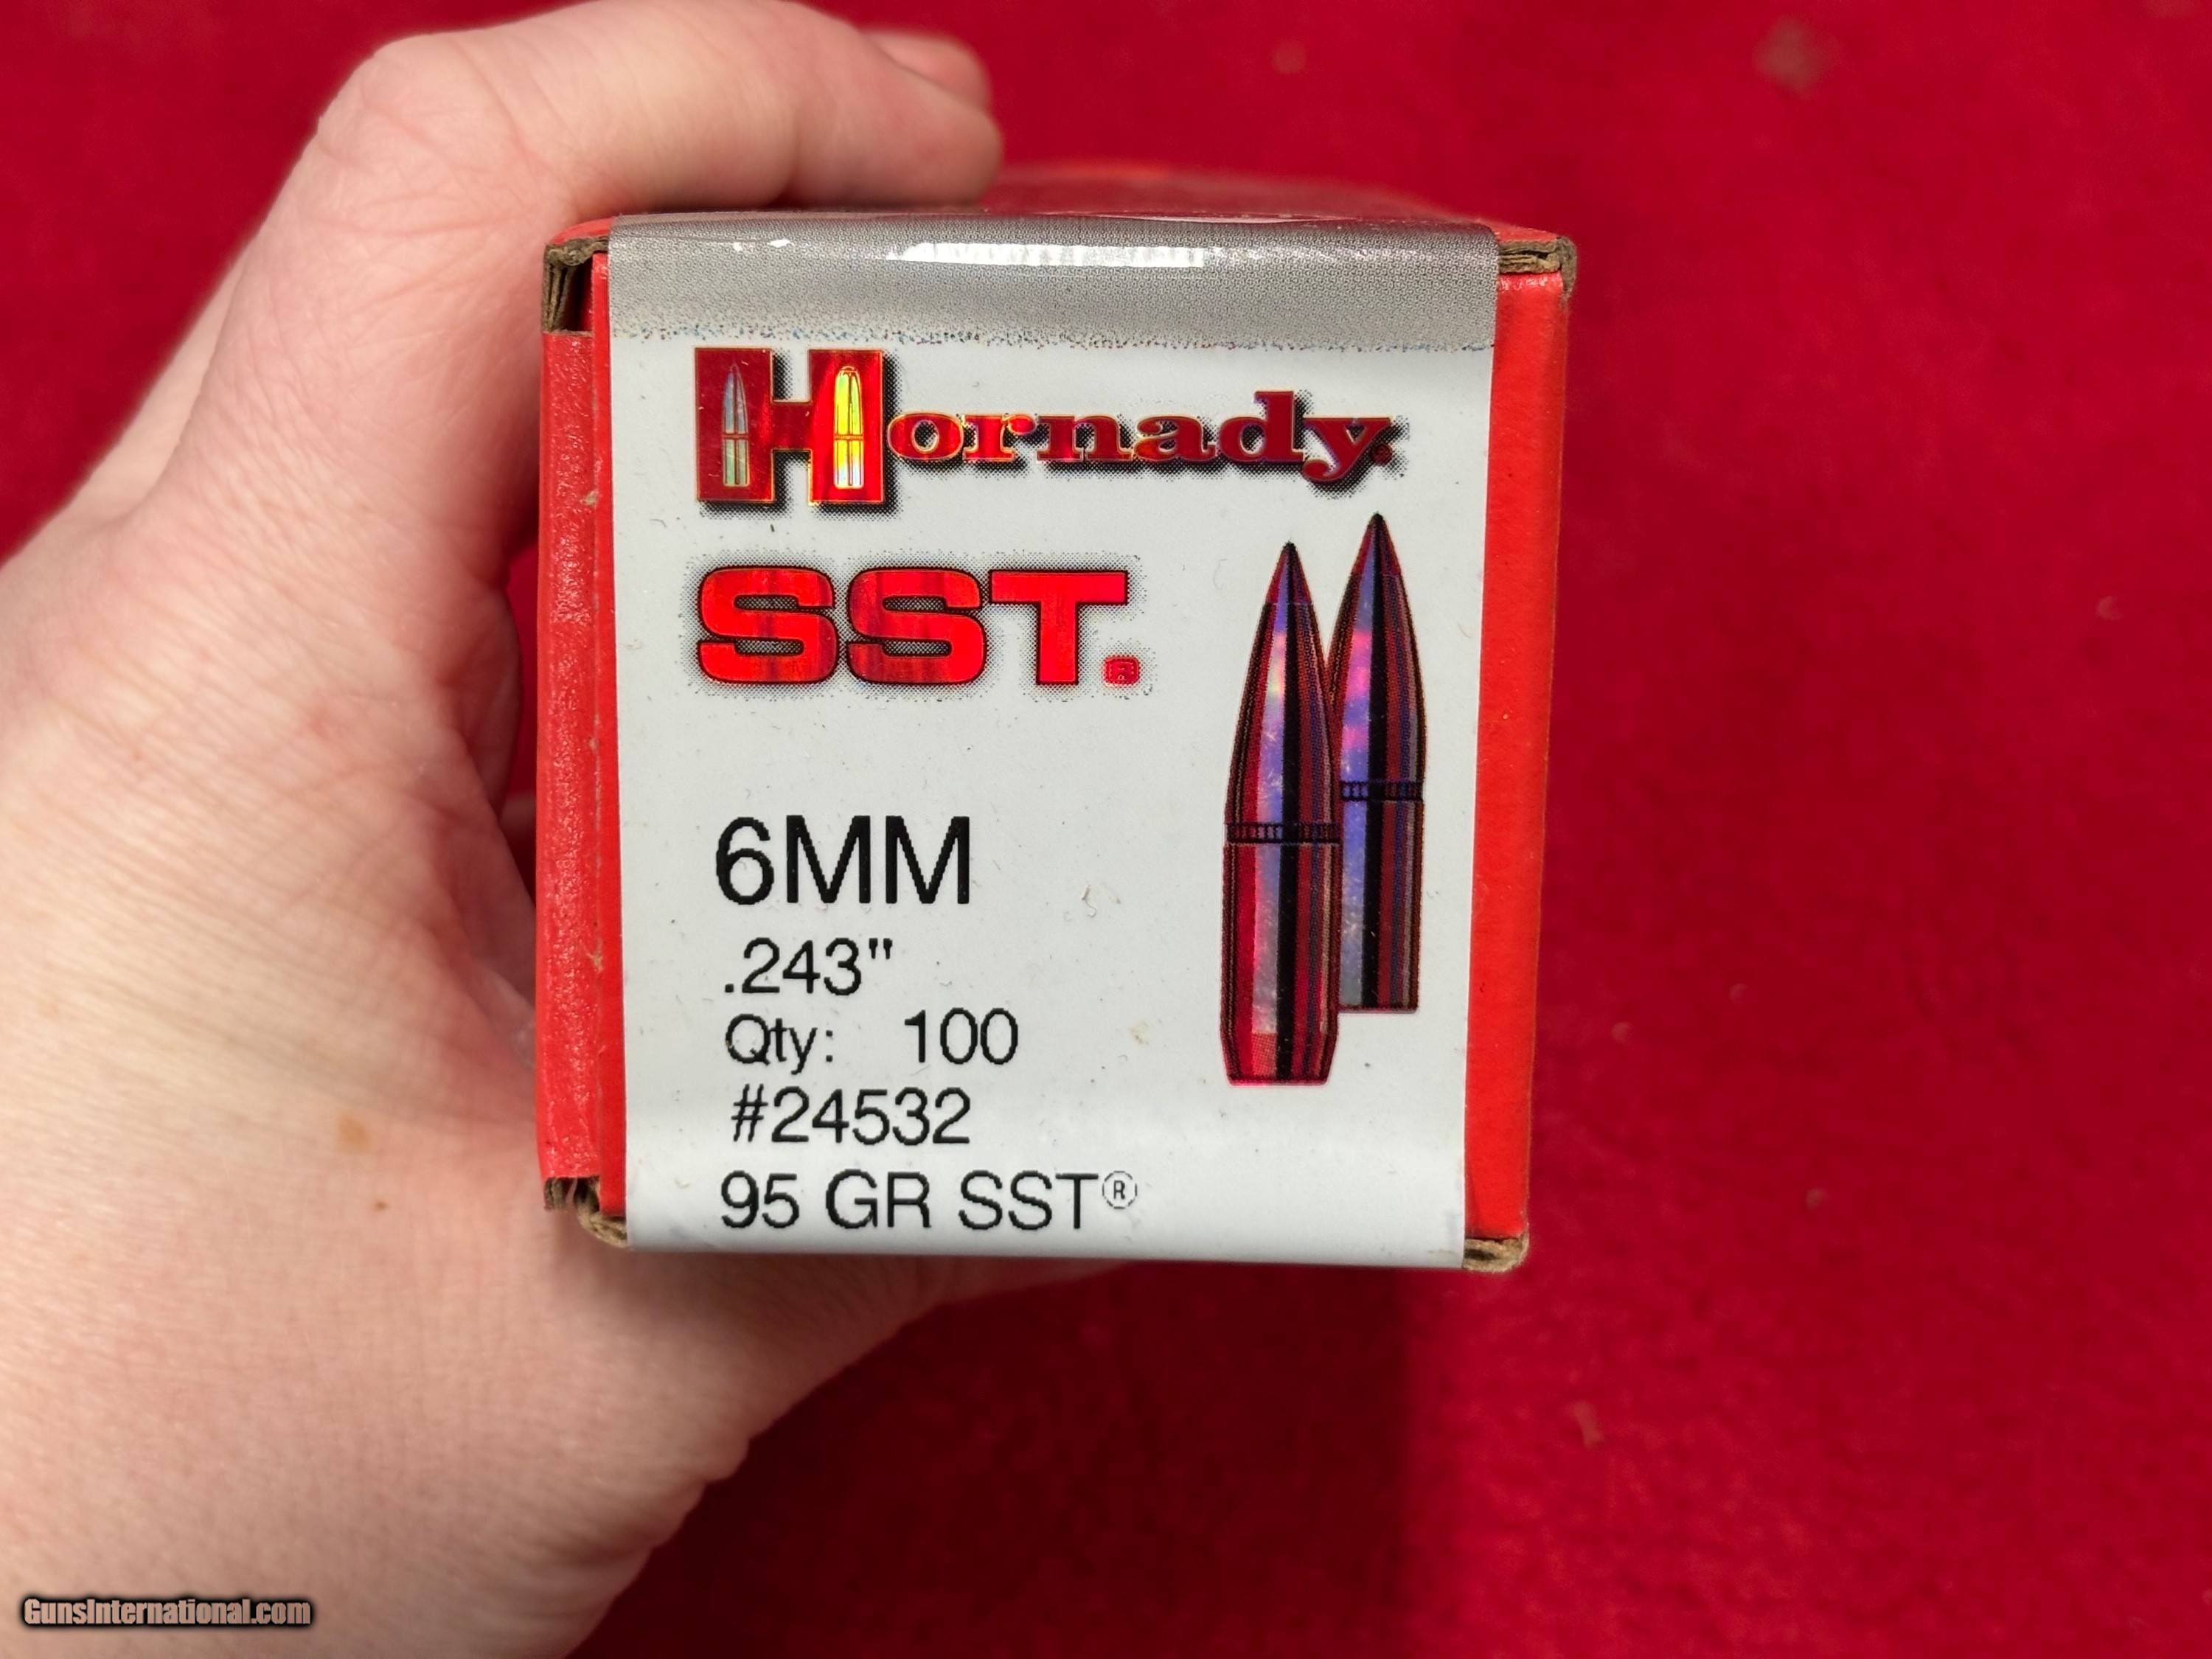 Hornady®
SST®
6MM
.243"
Qty: 100
#24532
95 GR SST®
GunsInternational.com